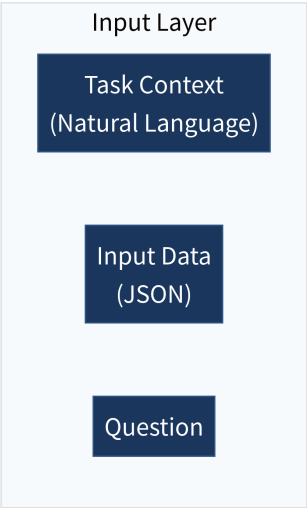 Input Layer
Task Context
(Natural Language)
Input Data
(JSON)
Question